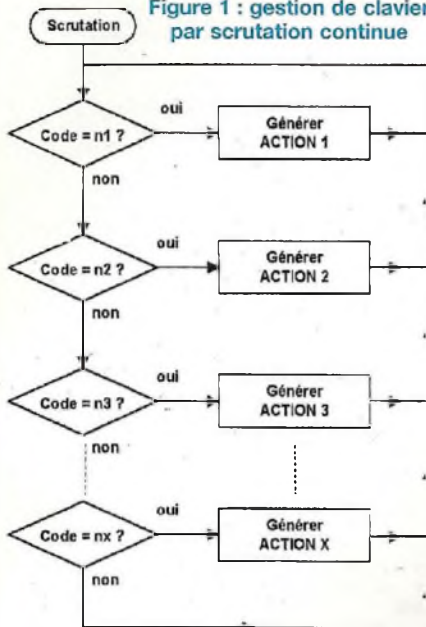 Figure 1 : gestion de clavier
par scrutation continue
Scrutation
Code = n1 ?
oui
Générer
ACTION 1
non
Code = n2 ?
oui
Générer
ACTION 2
non
Code = n3 ?
oui
Générer
ACTION 3
non
Code = nx ?
oui
Générer
ACTION X
non